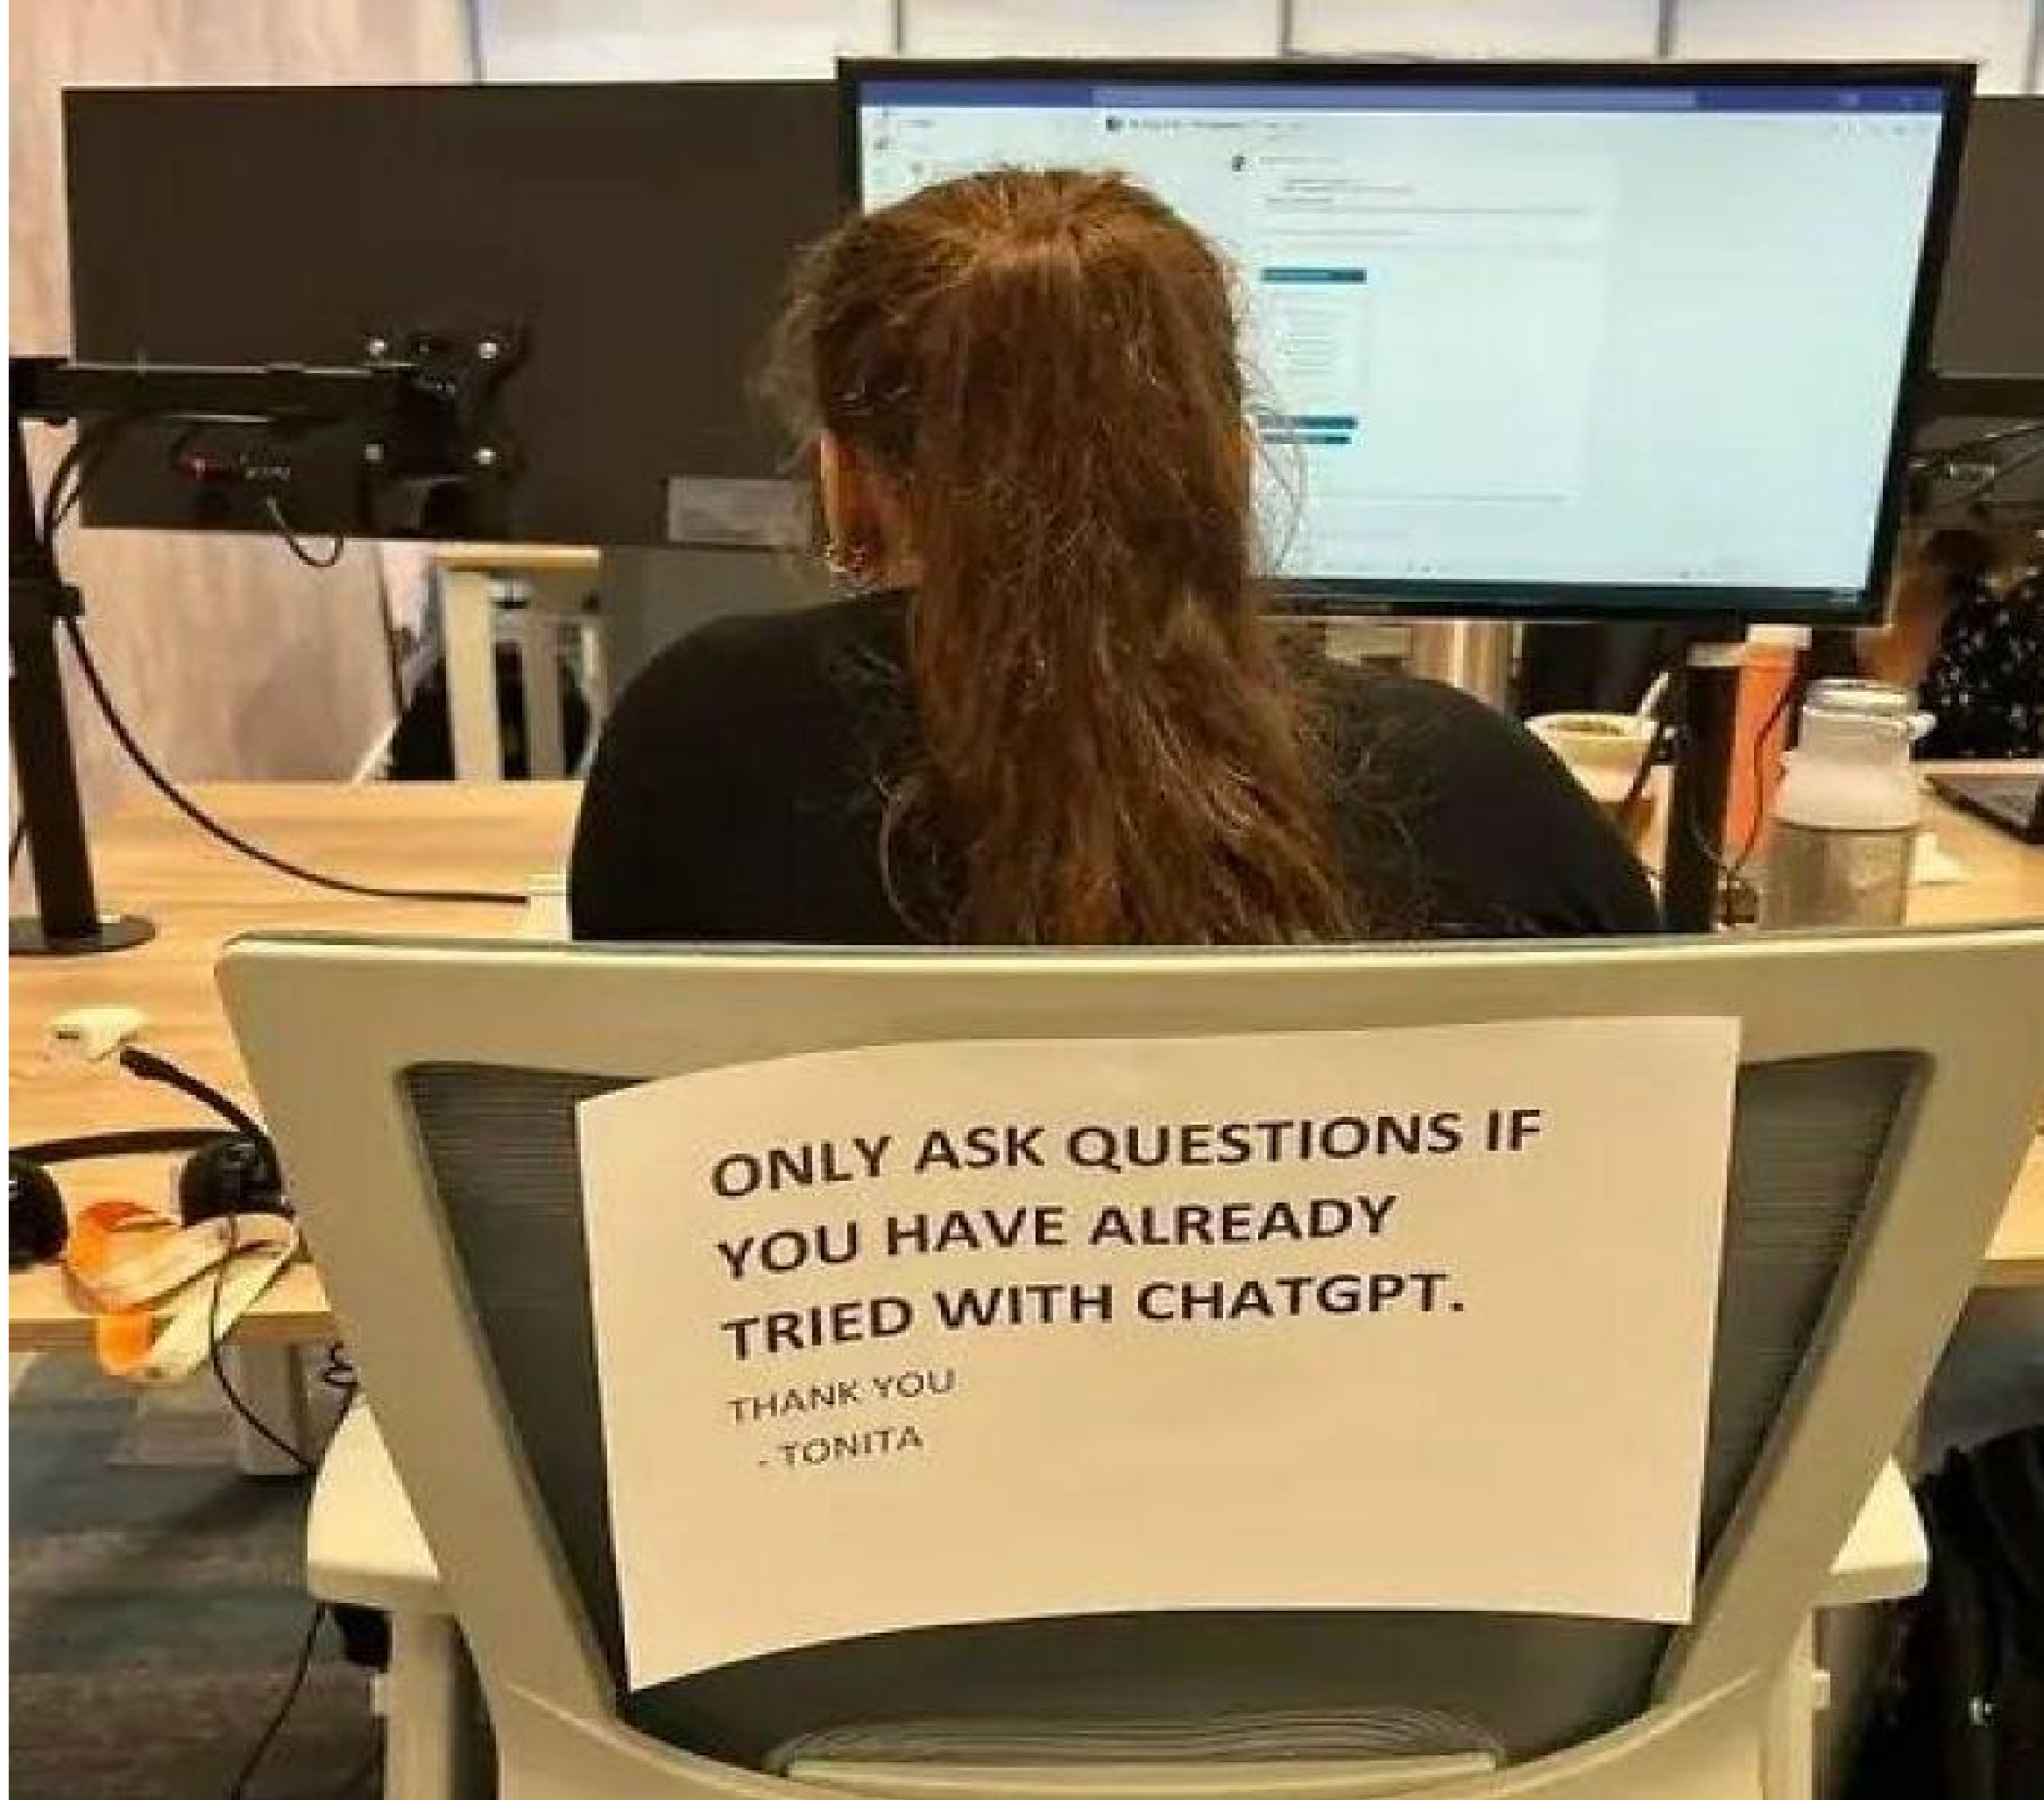 ONLY ASK QUESTIONS IF
YOU HAVE ALREADY
TRIED WITH CHATGPT.
THANK YOU
- TONITA